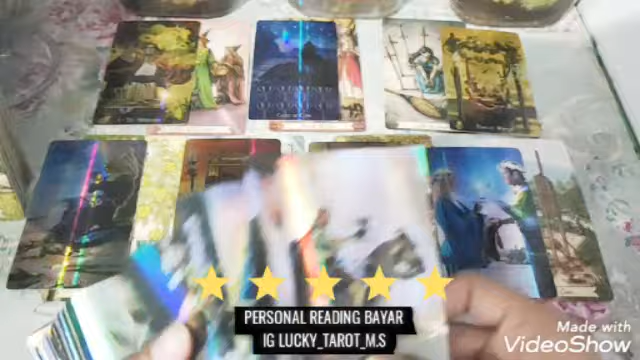 PERSONAL READING BAYAR
IG LUCKY_TAROT_M.S
Made with
VideoShow